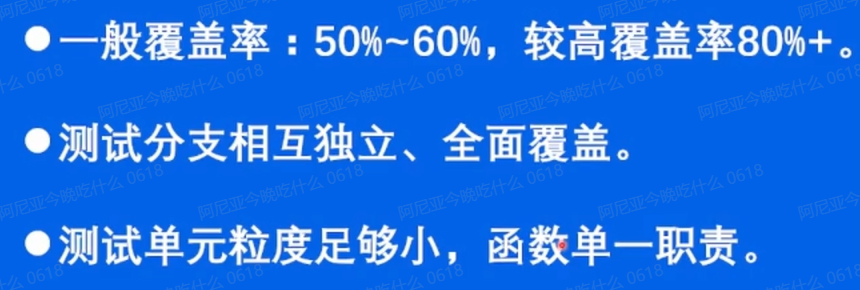 ●一般覆盖率：50%~60%，较高覆盖率80%+。
●测试分支相互独立、全面覆盖。
●测试单元粒度足够小，函数单一职责。
阿尼亚今晚吃什么 0618